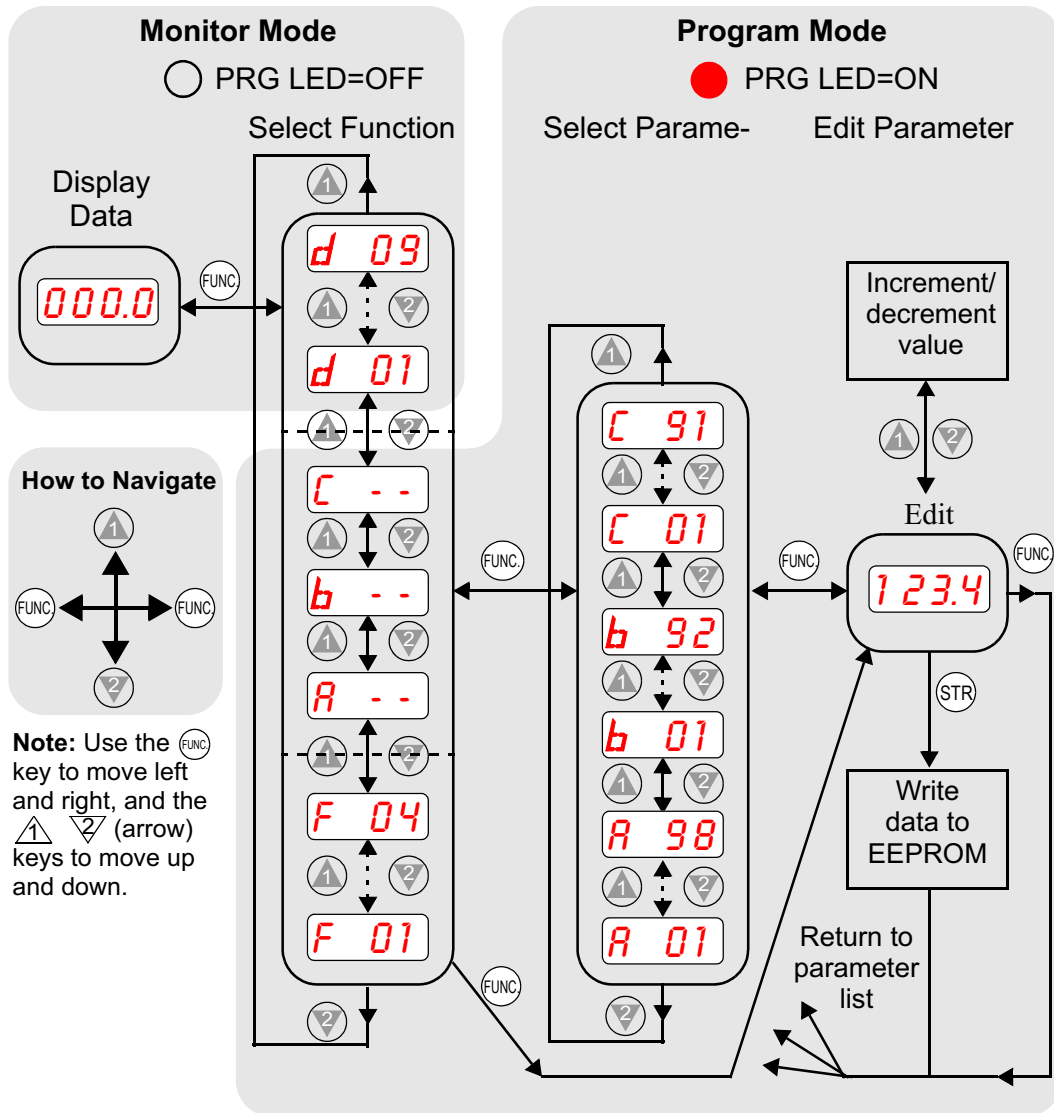 Monitor Mode
PRG LED=OFF
Select Function
Display
Data
000.0
FUNC.
1
d 09
1 2
d 01
1 2
C - -
1 2
b - -
1 2
A - -
1 2
F 04
1 2
F 01
2
How to Navigate
1
FUNC. FUNC.
2
Note: Use the FUNC.
key to move left
and right, and the
1 2 (arrow)
keys to move up
and down.
Program Mode
PRG LED=ON
Select Parame-
Edit Parameter
FUNC.
FUNC.
1
C 91
1 2
C 01
1 2
b 92
1 2
b 01
1 2
A 98
1 2
A 01
2
FUNC.
Increment/
decrement
value
1 2
Edit
123.4
FUNC.
STR
Write
data to
EEPROM
Return to
parameter
list